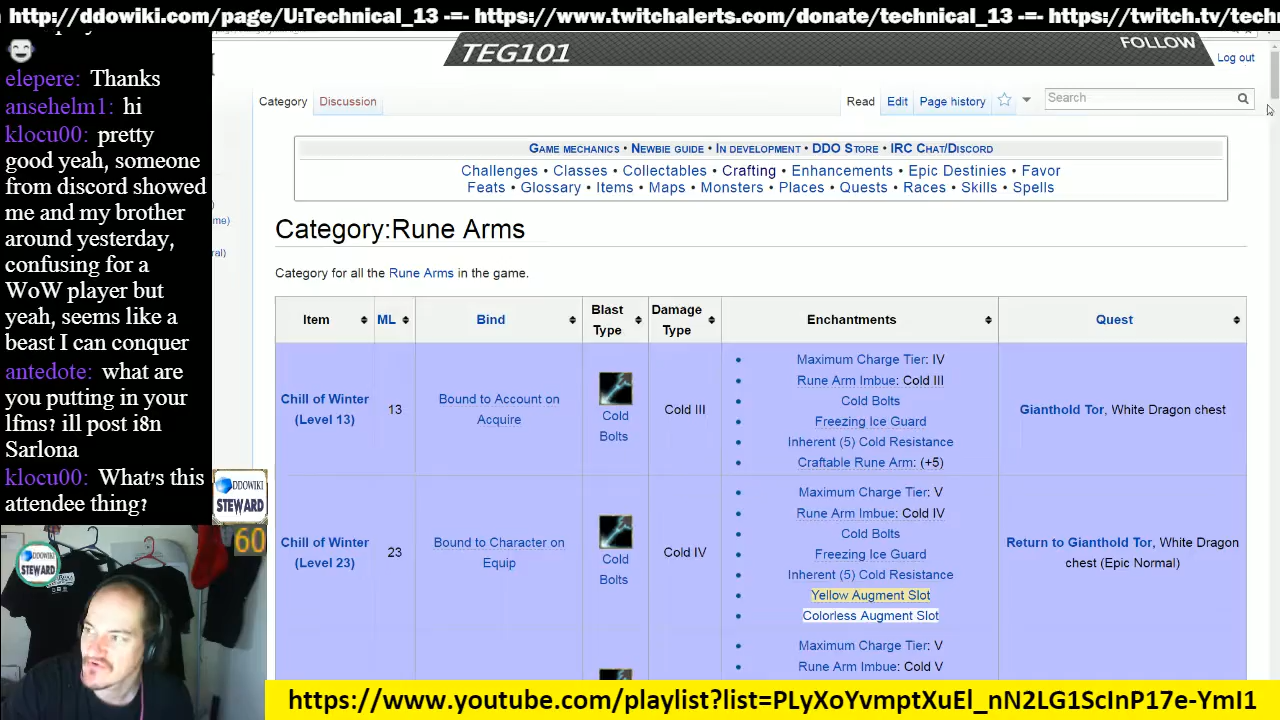 http://ddowiki.com/page/U:Technical_13 -=- https://www.twitchalerts.com/donate/technical_13 -=- https://twitch.tv/techn
elepere: Thanks
ansehelm1: hi
klocu00: pretty
good yeah, someone
from discord showed
me and my brother
around yesterday,
confusing for a
WoW player but
yeah, seems like a
beast I can conquer
antedote: what are
you putting in your
lfms? ill post i8n
Sarlona
klocu00: What's this
attendee thing?
DDOWIKI
STEWARD
60
DDOWIKI
STEWARD
TEG101
FOLLOW
Log out
Category
Discussion
Read
Edit
Page history
Search
Game mechanics • Newbie guide • In development • DDO Store • IRC Chat/Discord
Challenges • Classes • Collectables • Crafting • Enhancements • Epic Destinies • Favor
Feats • Glossary • Items • Maps • Monsters • Places • Quests • Races • Skills • Spells
Category:Rune Arms
Category for all the Rune Arms in the game.
Item
ML
Bind
Blast
Type
Damage
Type
Enchantments
Quest
Chill of Winter
(Level 13)
13
Bound to Account on
Acquire
Cold
Bolts
Cold III
Maximum Charge Tier: IV
Rune Arm Imbue: Cold III
Cold Bolts
Freezing Ice Guard
Inherent (5) Cold Resistance
Craftable Rune Arm: (+5)
Gianthold Tor, White Dragon chest
Chill of Winter
(Level 23)
23
Bound to Character on
Equip
Cold
Bolts
Cold IV
Maximum Charge Tier: V
Rune Arm Imbue: Cold IV
Cold Bolts
Freezing Ice Guard
Inherent (5) Cold Resistance
Yellow Augment Slot
Colorless Augment Slot
Return to Gianthold Tor, White Dragon
chest (Epic Normal)
Maximum Charge Tier: V
Rune Arm Imbue: Cold V
me)
ral)
https://www.youtube.com/playlist?list=PLyXoYvmptXuEl_nN2LG1ScInP17e-YmI1